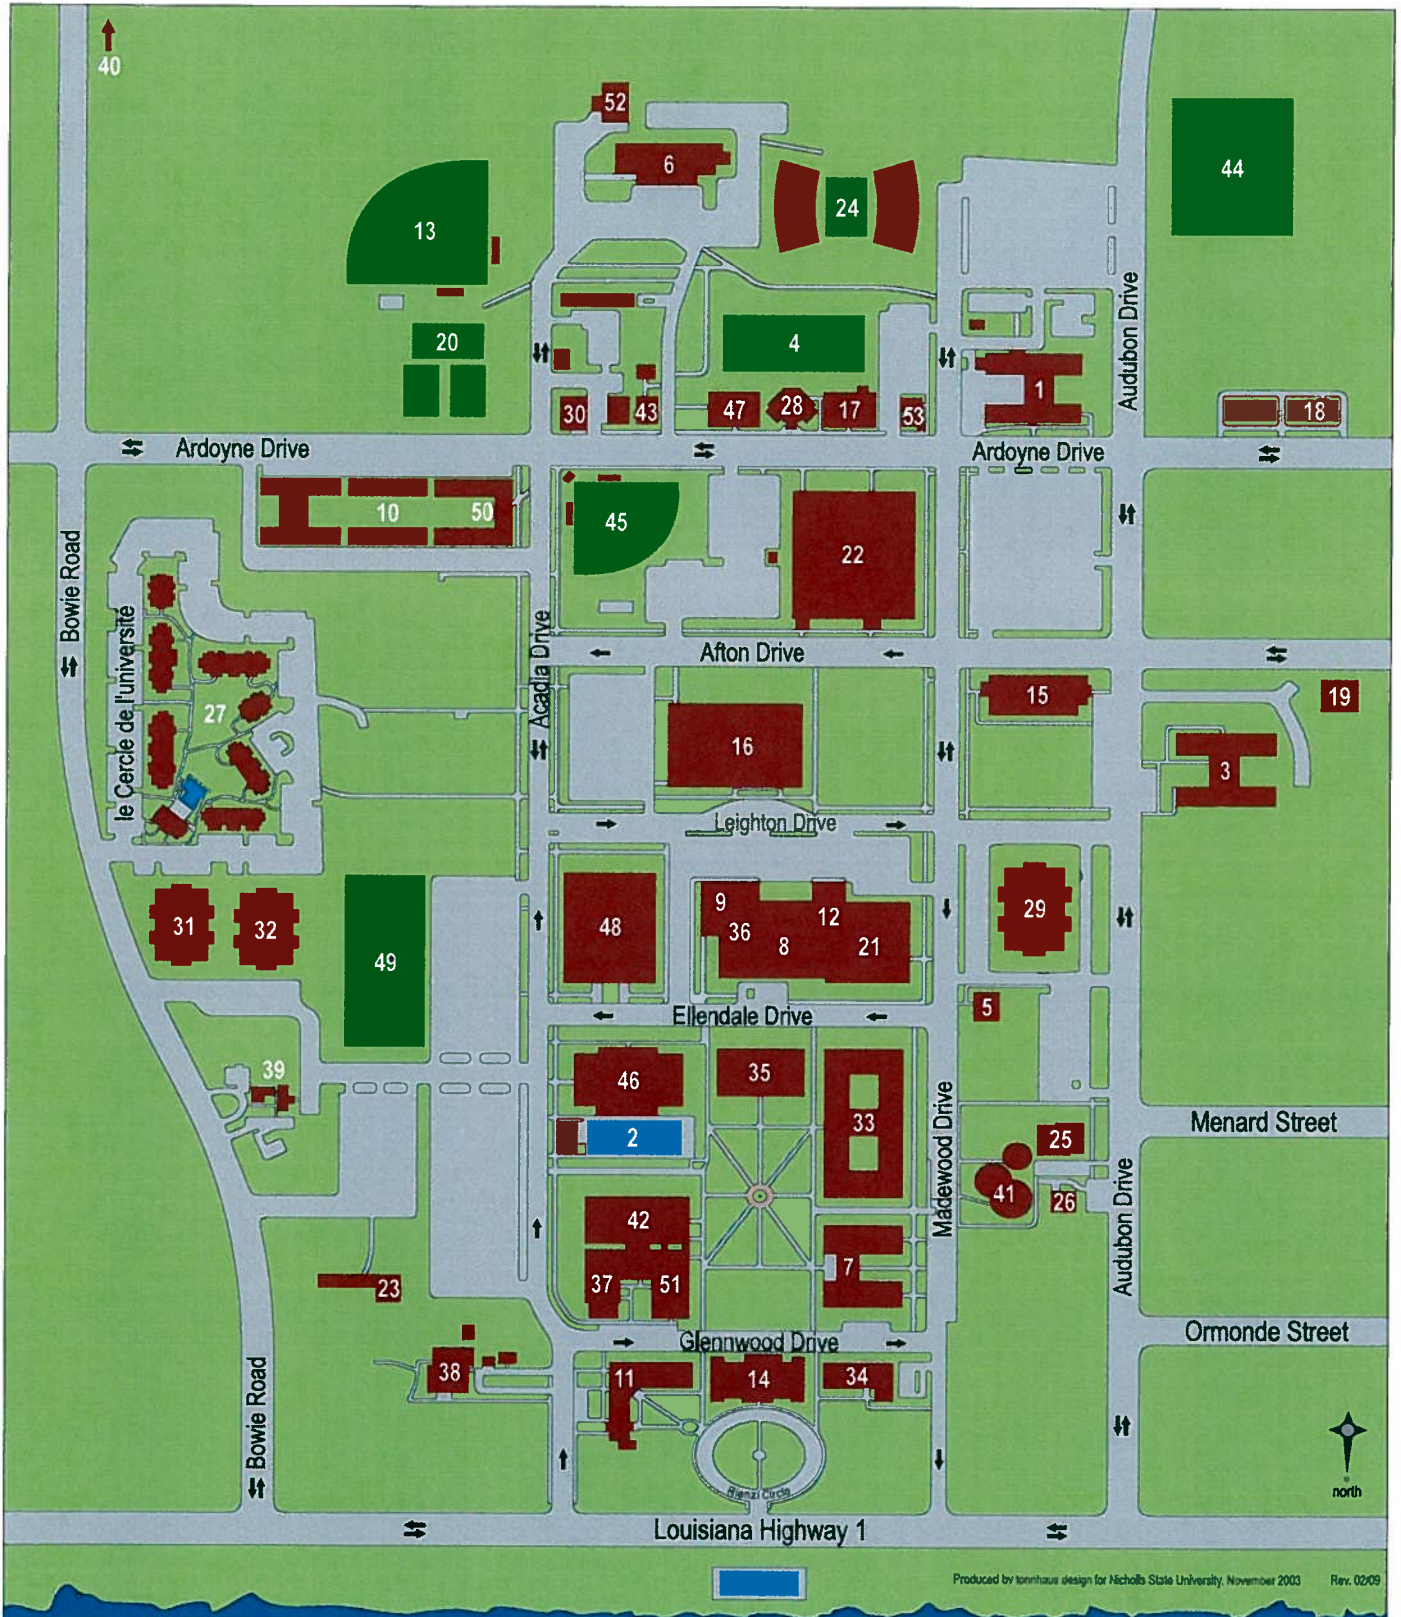 40
52
6
44
24
13
Audubon Drive
20
4
1
30
43
47
28
17
53
18
Ardoyne Drive
Ardoyne Drive
10
50
45
22
Bowie Road
le Cercle de l'université
Acadia Drive
Afton Drive
27
15
19
16
3
Leighton Drive
31
32
49
48
9
36
8
12
21
29
5
Ellendale Drive
39
46
35
33
2
Madewood Drive
Menard Street
25
41
26
Audubon Drive
42
37
51
7
23
Glennwood Drive
Ormonde Street
38
11
14
34
Bowie Road
Rienzi Circle
north
Louisiana Highway 1
Produced by tonnhaus design for Nicholls State University. November 2003 Rev. 02/09